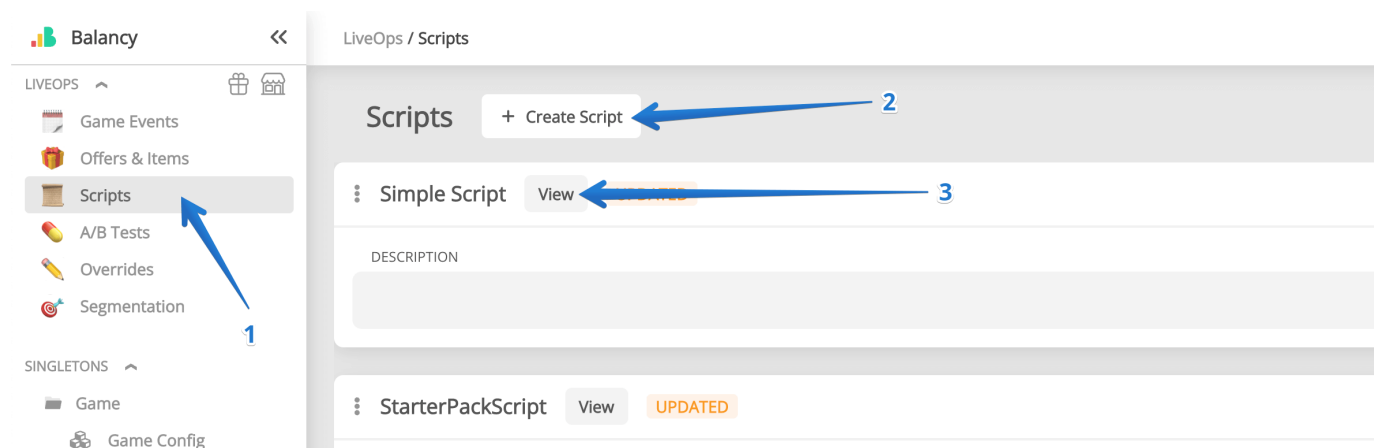 Balancy
LiveOps / Scripts
LIVEOPS
Game Events
Offers & Items
Scripts
A/B Tests
Overrides
Segmentation
1
SINGLETONS
Game
Game Config
Scripts
+ Create Script
2
Simple Script View UPDATED
3
DESCRIPTION
StarterPackScript View UPDATED